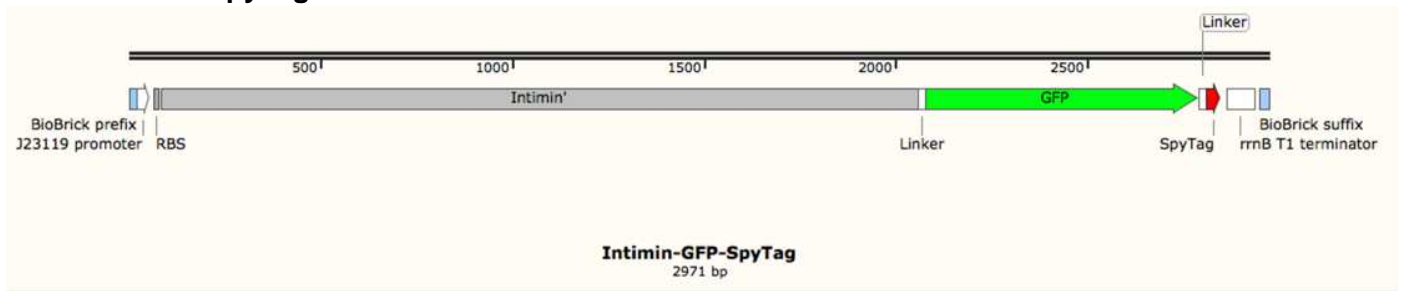 Linker
500 1000 1500 2000 2500
Intimin' GFP
BioBrick prefix BioBrick suffix
J23119 promoter RBS Linker SpyTag rrnB T1 terminator
Intimin-GFP-SpyTag
2971 bp